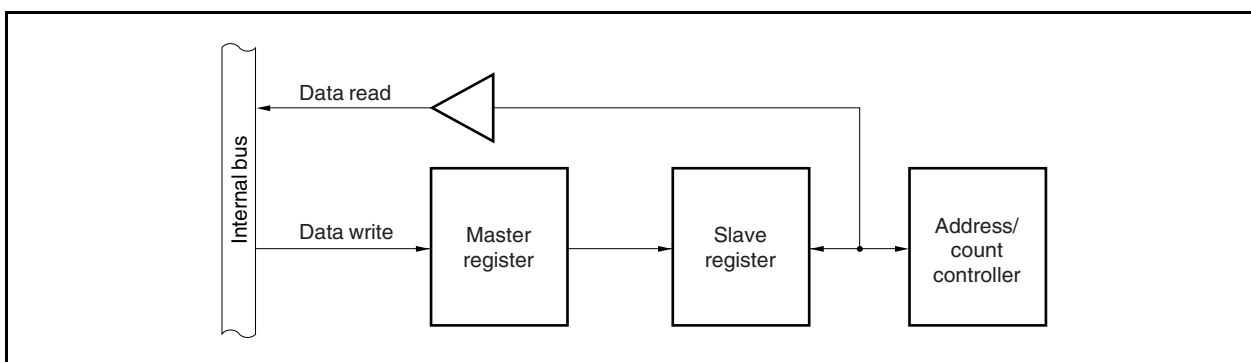 Data read
Internal bus
Data write
Master
register
Slave
register
Address/
count
controller